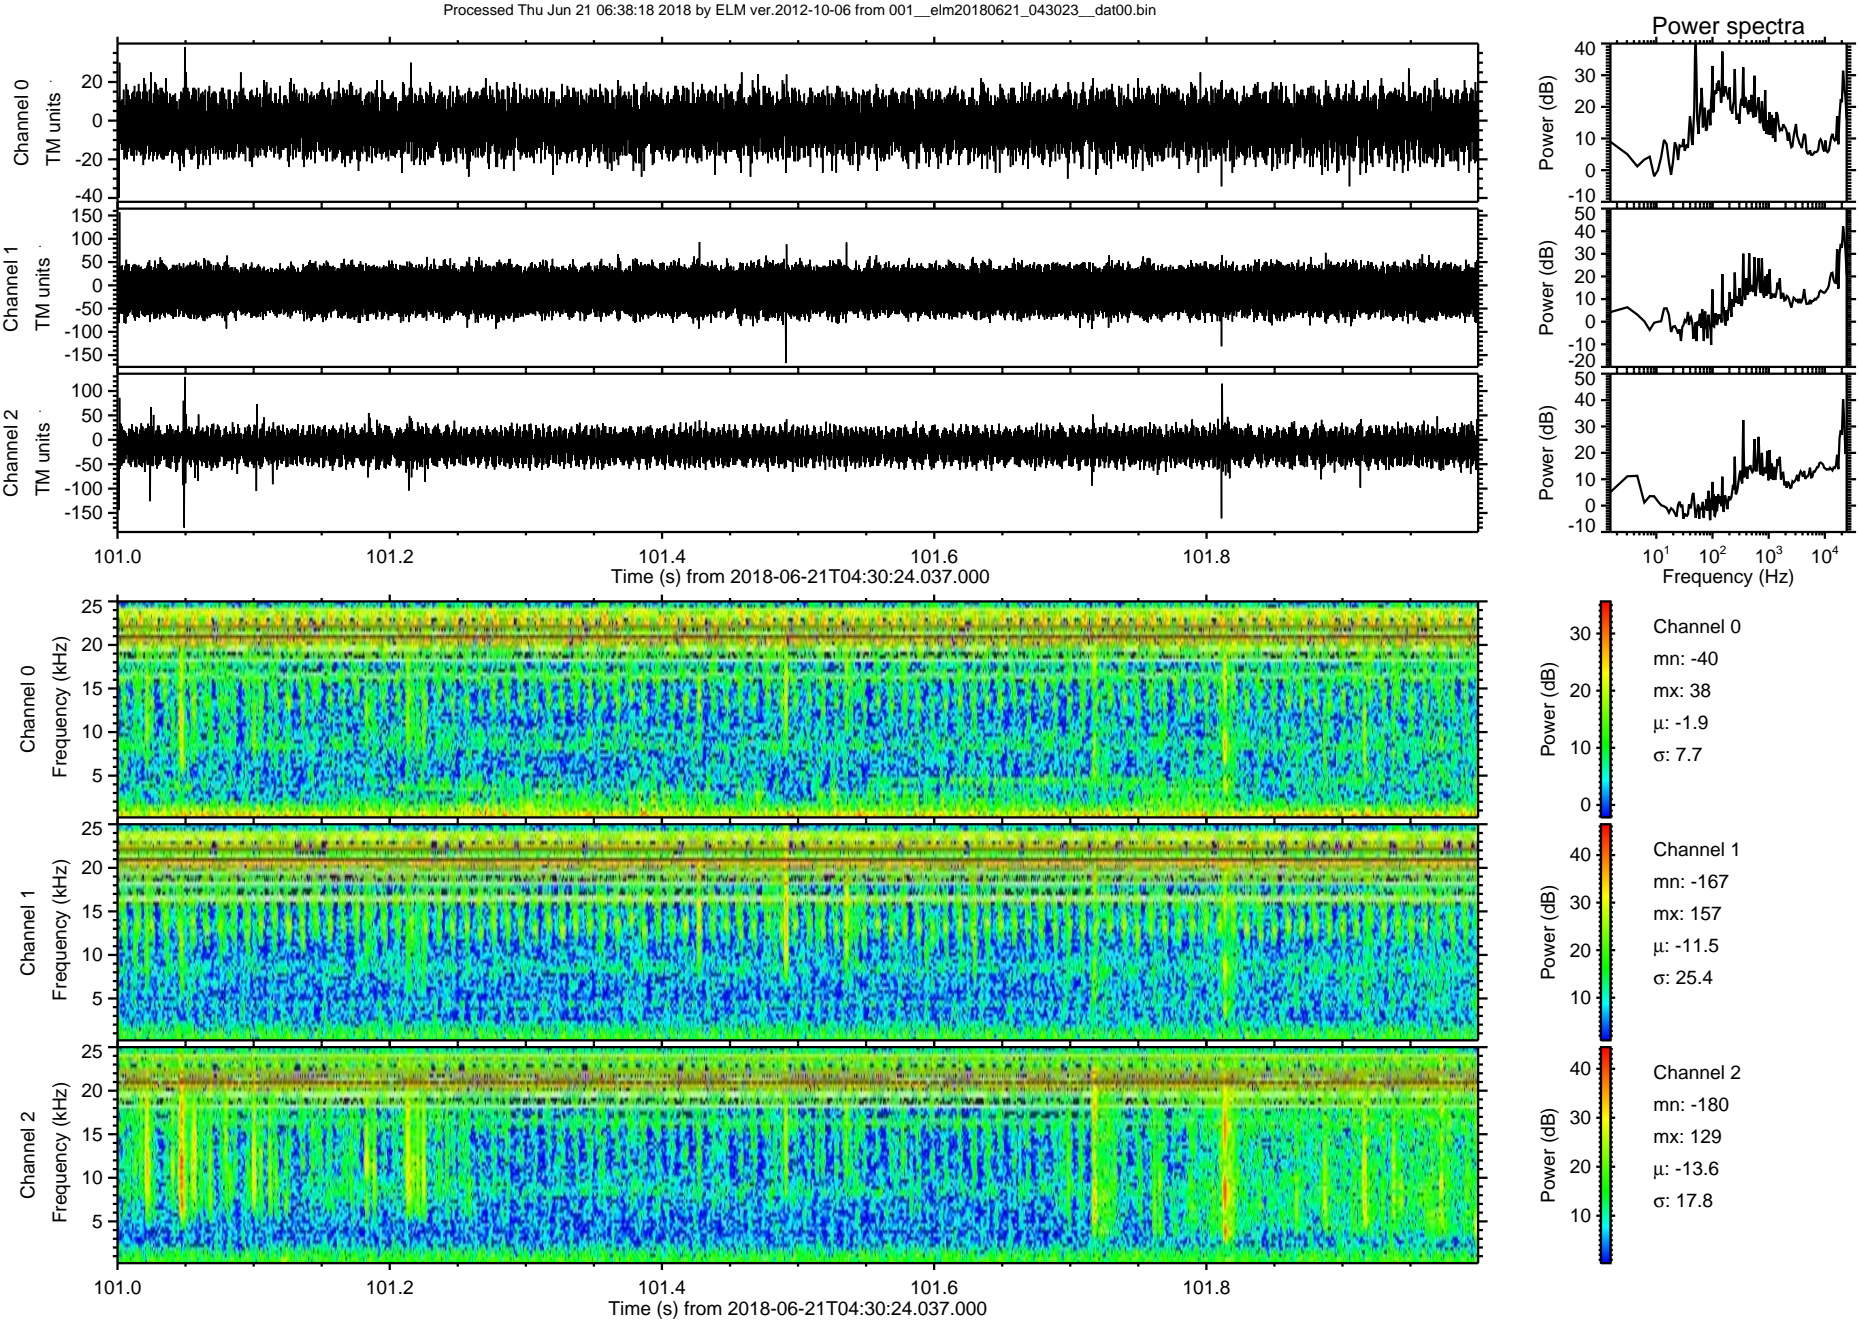 Processed Thu Jun 21 06:38:18 2018 by ELM ver.2012-10-06 from 001__elm20180621_043023__dat00.bin
Power spectra
Channel 0
TM units
20
0
-20
-40
Power (dB)
40
30
20
10
0
-10
Channel 1
TM units
150
100
50
0
-50
-100
-150
Power (dB)
50
40
30
20
10
0
-10
-20
Channel 2
TM units
100
50
0
-50
-100
-150
Power (dB)
50
40
30
20
10
0
-10
101.0 101.2 101.4 101.6 101.8
Time (s) from 2018-06-21T04:30:24.037.000
10¹ 10² 10³ 10⁴
Frequency (Hz)
Channel 0
Frequency (kHz)
25
20
15
10
5
Power (dB)
30
20
10
0
Channel 0
mn: -40
mx: 38
μ: -1.9
σ: 7.7
Channel 1
Frequency (kHz)
25
20
15
10
5
Power (dB)
40
30
20
10
Channel 1
mn: -167
mx: 157
μ: -11.5
σ: 25.4
Channel 2
Frequency (kHz)
25
20
15
10
5
Power (dB)
40
30
20
10
Channel 2
mn: -180
mx: 129
μ: -13.6
σ: 17.8
101.0 101.2 101.4 101.6 101.8
Time (s) from 2018-06-21T04:30:24.037.000